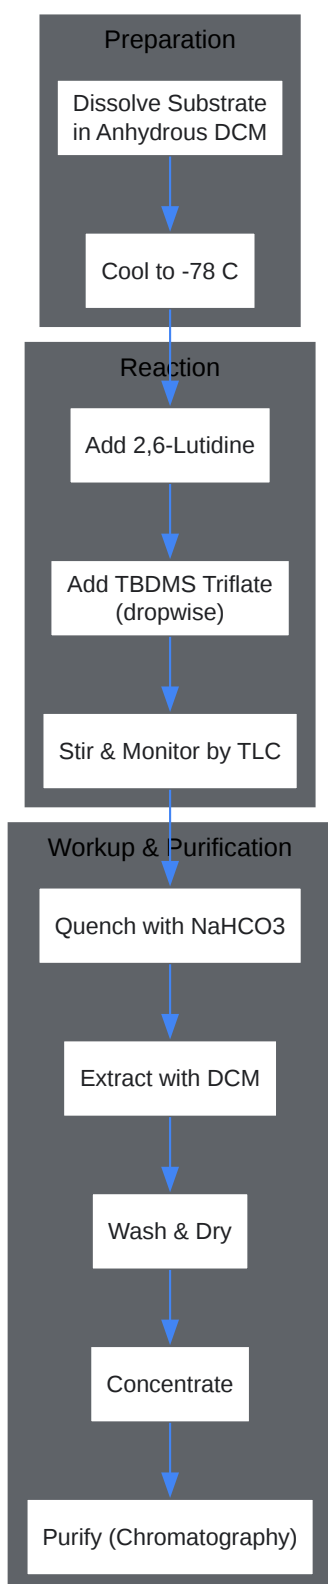 Preparation
Dissolve Substrate
in Anhydrous DCM
Cool to -78 C
Reaction
Add 2,6-Lutidine
Add TBDMS Triflate
(dropwise)
Stir & Monitor by TLC
Workup & Purification
Quench with NaHCO3
Extract with DCM
Wash & Dry
Concentrate
Purify (Chromatography)